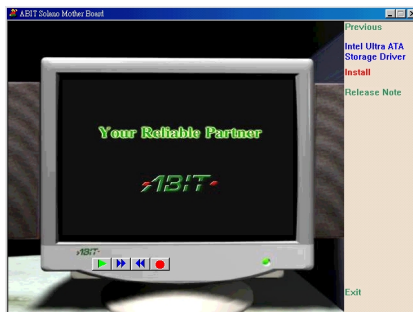 ABIT Solano Mother Board
Previous
Intel Ultra ATA
Storage Driver
Install
Release Note
Your Reliable Partner
ABIT
ABIT
Exit